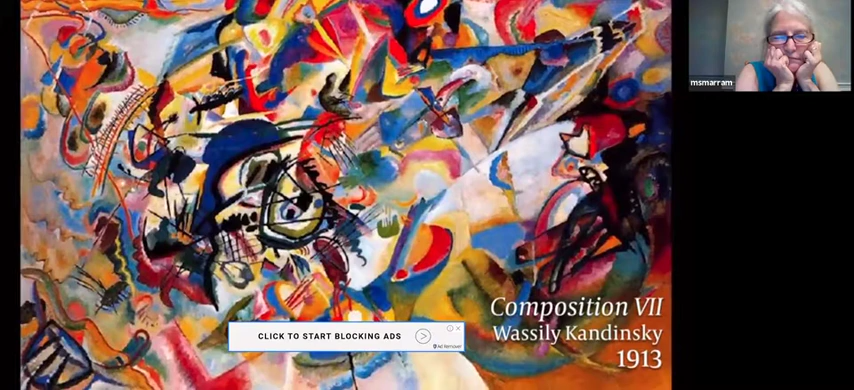 msmarram
Composition VII
Wassily Kandinsky
1913
CLICK TO START BLOCKING ADS
Ad Remover